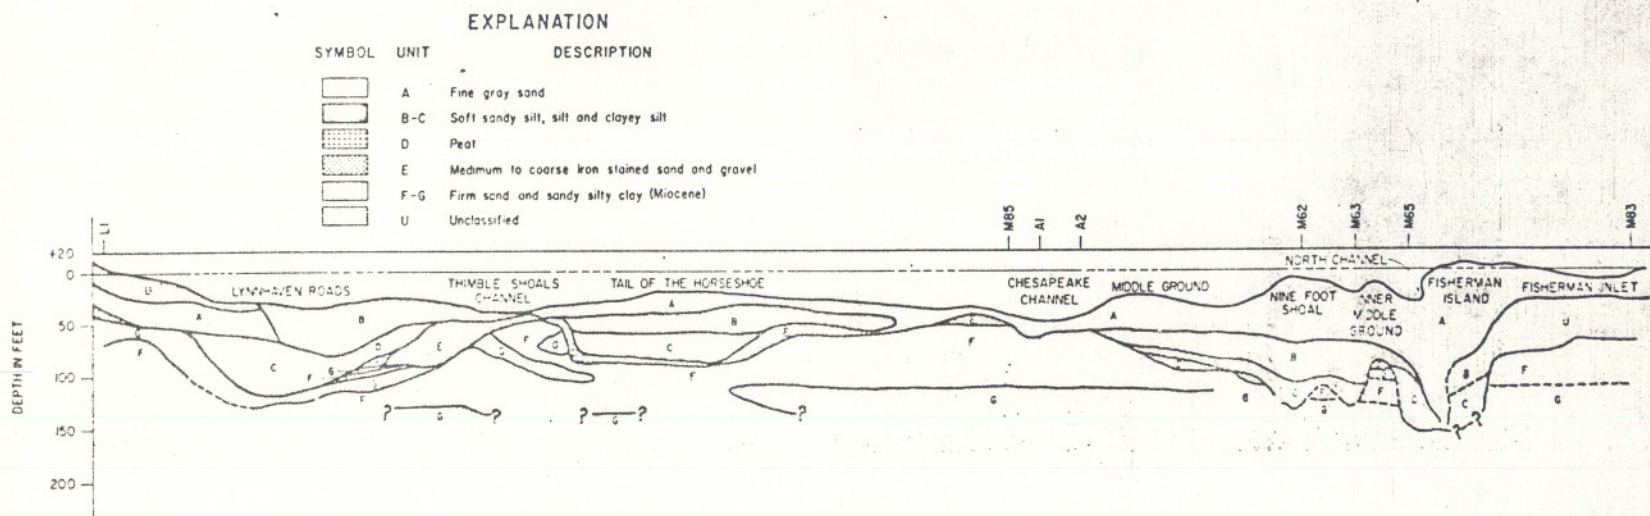 EXPLANATION
SYMBOL UNIT DESCRIPTION
A Fine gray sand
B-C Soft sandy silt, silt and clayey silt
D Peat
E Medimum to coarse iron stained sand and gravel
F-G Firm sand and sandy silty clay (Miocene)
U Unclassified
L1 M85 A1 A2 M62 M63 M65 M83
+20
0
50
100
150
200
DEPTH IN FEET
LYNNHAVEN ROADS
THIMBLE SHOALS CHANNEL
TAIL OF THE HORSESHOE
CHESAPEAKE CHANNEL
MIDDLE GROUND
NORTH CHANNEL
NINE FOOT SHOAL
INNER MIDDLE GROUND
FISHERMAN ISLAND
FISHERMAN INLET
U A B C D E F
A B C F G
? G ? ? G ? ?
A B C F G
A B C U F G